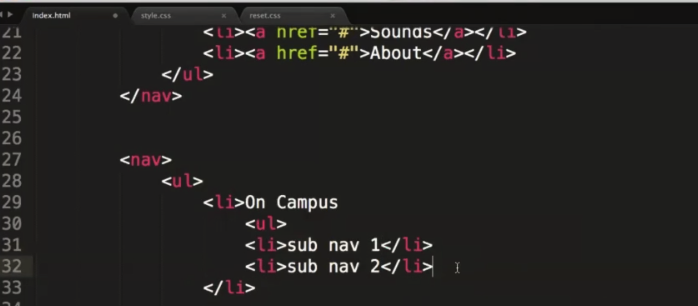 index.html style.css reset.css
21 <li><a href="#">Sounds</a></li>
22 <li><a href="#">About</a></li>
23 </ul>
24 </nav>
25
26
27 <nav>
28 <ul>
29 <li>On Campus
30 <ul>
31 <li>sub nav 1</li>
32 <li>sub nav 2</li>
33 </li>